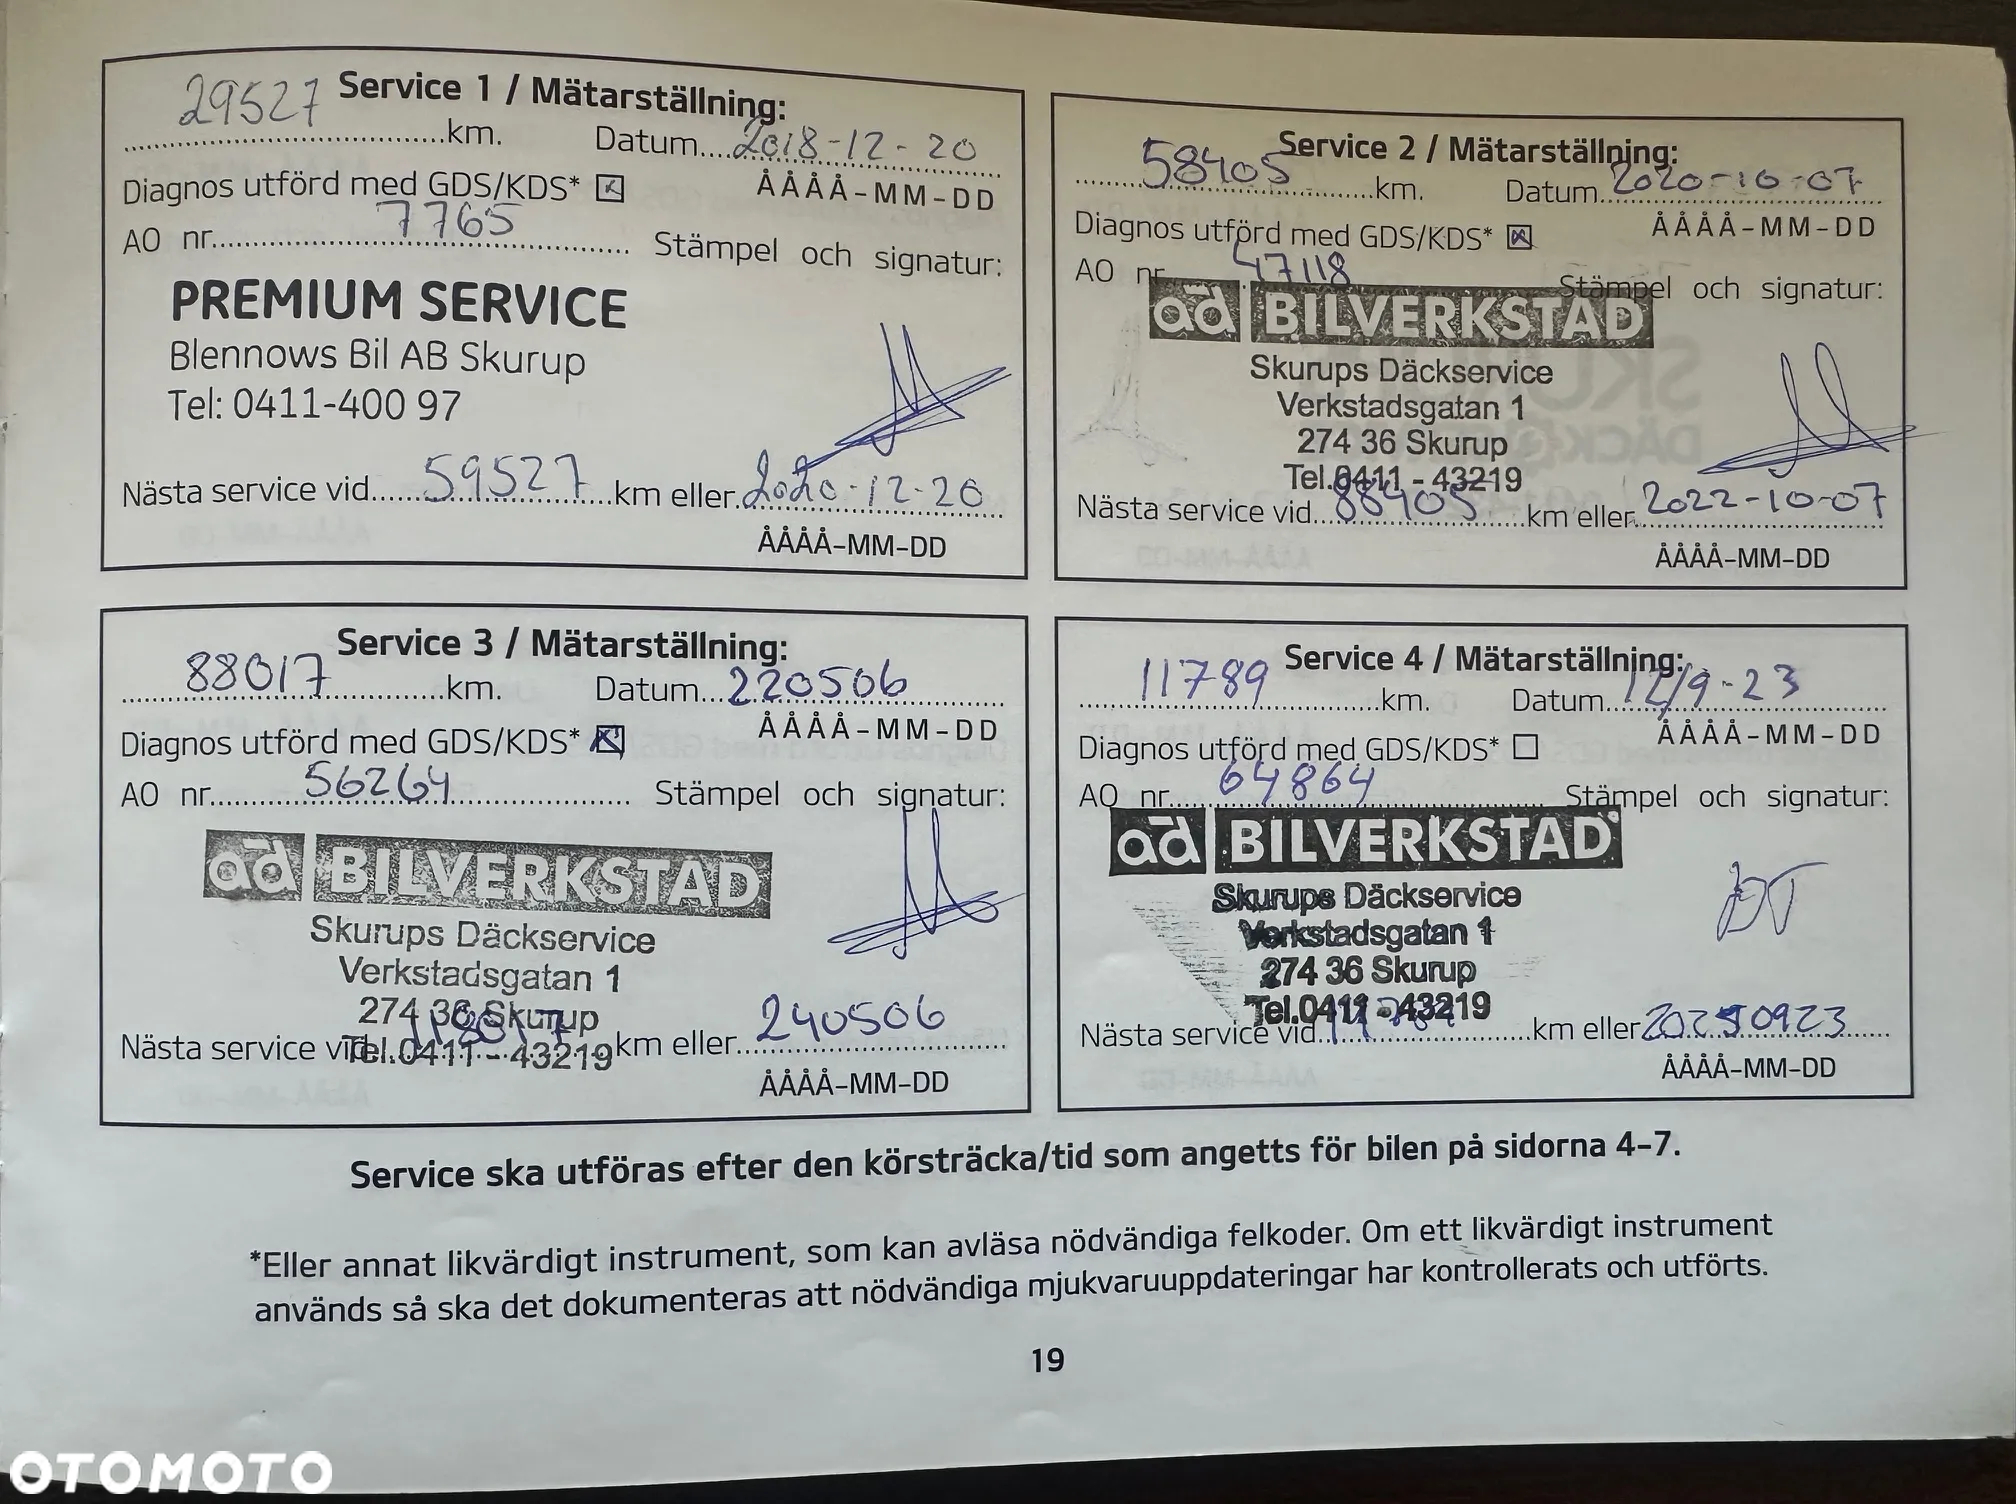 Service 1 / Mätarställning:
29527 km. Datum 2018-12-20
Diagnos utförd med GDS/KDS* ÅÅÅÅ-MM-DD
AO nr. 7765 Stämpel och signatur:
PREMIUM SERVICE
Blennows Bil AB Skurup
Tel: 0411-400 97
Nästa service vid 59527 km eller 2020-12-20
ÅÅÅÅ-MM-DD
Service 2 / Mätarställning:
58405 km. Datum 2020-10-07
Diagnos utförd med GDS/KDS* ÅÅÅÅ-MM-DD
AO nr. 47118 Stämpel och signatur:
ad BILVERKSTAD
Skurups Däckservice
Verkstadsgatan 1
274 36 Skurup
Tel.0411 - 43219
Nästa service vid 88405 km eller 2022-10-07
ÅÅÅÅ-MM-DD
Service 3 / Mätarställning:
88017 km. Datum 220506
Diagnos utförd med GDS/KDS* ÅÅÅÅ-MM-DD
AO nr. 56264 Stämpel och signatur:
ad BILVERKSTAD
Skurups Däckservice
Verkstadsgatan 1
274 36 Skurup
Tel.0411 - 43219
Nästa service vid 118017 km eller 240506
ÅÅÅÅ-MM-DD
Service 4 / Mätarställning:
11789 km. Datum 12/9-23
Diagnos utförd med GDS/KDS* ÅÅÅÅ-MM-DD
AO nr. 64864 Stämpel och signatur:
ad BILVERKSTAD
Skurups Däckservice
Verkstadsgatan 1
274 36 Skurup
Tel.0411 - 43219
Nästa service vid km eller 20250923
ÅÅÅÅ-MM-DD
Service ska utföras efter den körsträcka/tid som angetts för bilen på sidorna 4-7.
*Eller annat likvärdigt instrument, som kan avläsa nödvändiga felkoder. Om ett likvärdigt instrument
används så ska det dokumenteras att nödvändiga mjukvaruuppdateringar har kontrollerats och utförts.
19
OTOMOTO